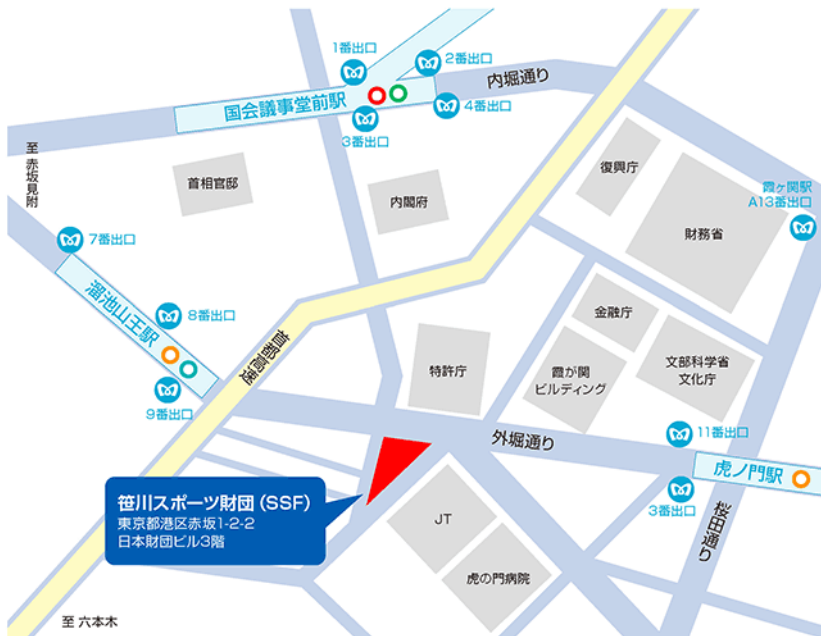 1番出口
2番出口
内堀通り
国会議事堂前駅
4番出口
3番出口
至 赤坂見附
首相官邸
内閣府
復興庁
霞ヶ関駅
A13番出口
財務省
7番出口
溜池山王駅
8番出口
9番出口
首都高速
金融庁
特許庁
霞が関
ビルディング
文部科学省
文化庁
外堀通り
11番出口
虎ノ門駅
3番出口
桜田通り
笹川スポーツ財団 (SSF)
東京都港区赤坂1-2-2
日本財団ビル3階
JT
虎の門病院
至 六本木